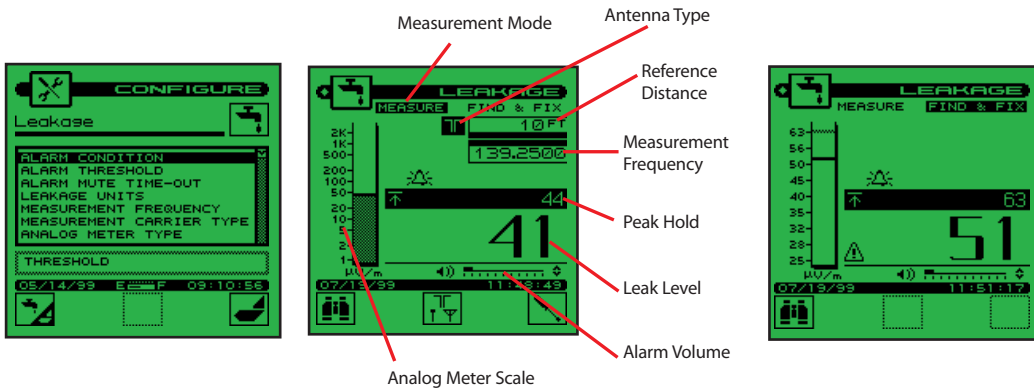 Measurement Mode
Antenna Type
Reference
Distance
Measurement
Frequency
Peak Hold
Leak Level
Alarm Volume
Analog Meter Scale
CONFIGURE
Leakage
ALARM CONDITION
ALARM THRESHOLD
ALARM MUTE TIME-OUT
LEAKAGE UNITS
MEASUREMENT FREQUENCY
MEASUREMENT CARRIER TYPE
ANALOG METER TYPE
THRESHOLD
05/14/99 E F 09:10:56
LEAKAGE
MEASURE FIND & FIX
10 FT
139.2500
2K
1K
500
200
100
50
20
10
5
2
1
44
41
µV/m
07/19/99
LEAKAGE
MEASURE FIND & FIX
63
56
50
45
40
35
32
28
25
63
51
µV/m
07/19/99 11:51:17